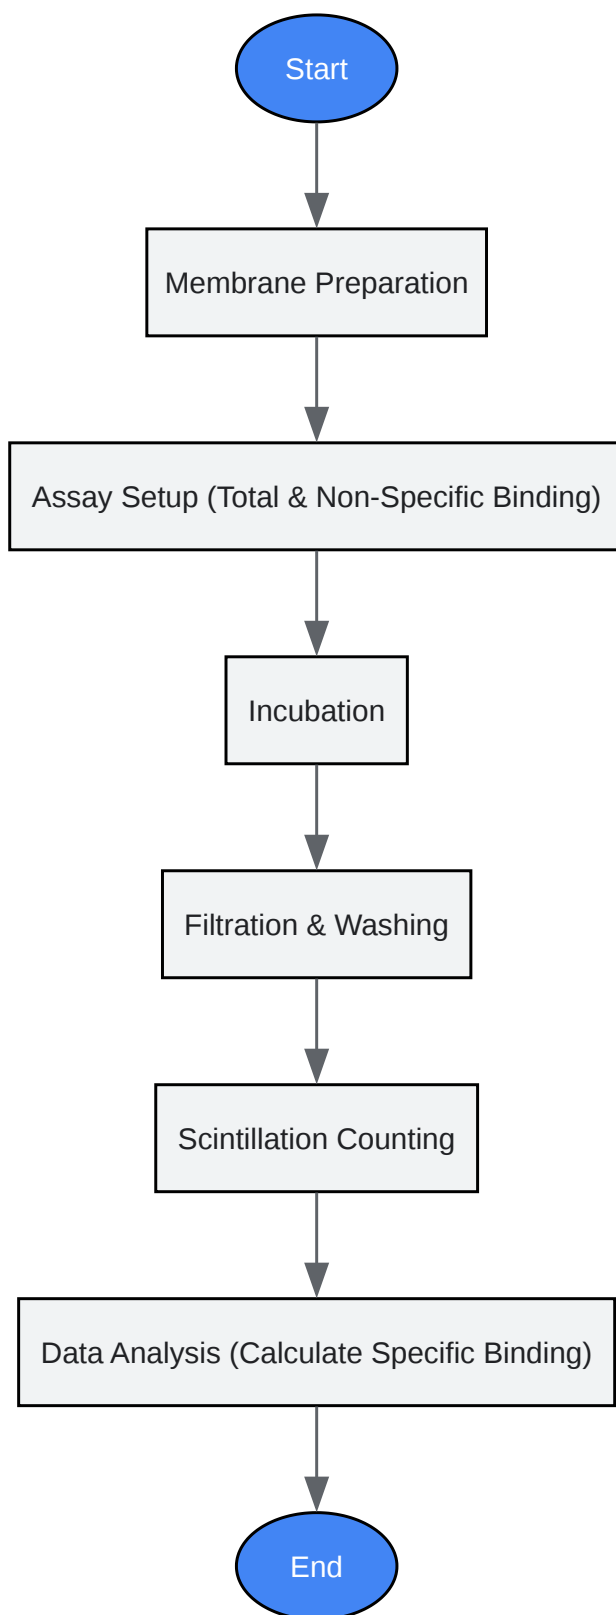 Start
Membrane Preparation
Assay Setup (Total & Non-Specific Binding)
Incubation
Filtration & Washing
Scintillation Counting
Data Analysis (Calculate Specific Binding)
End